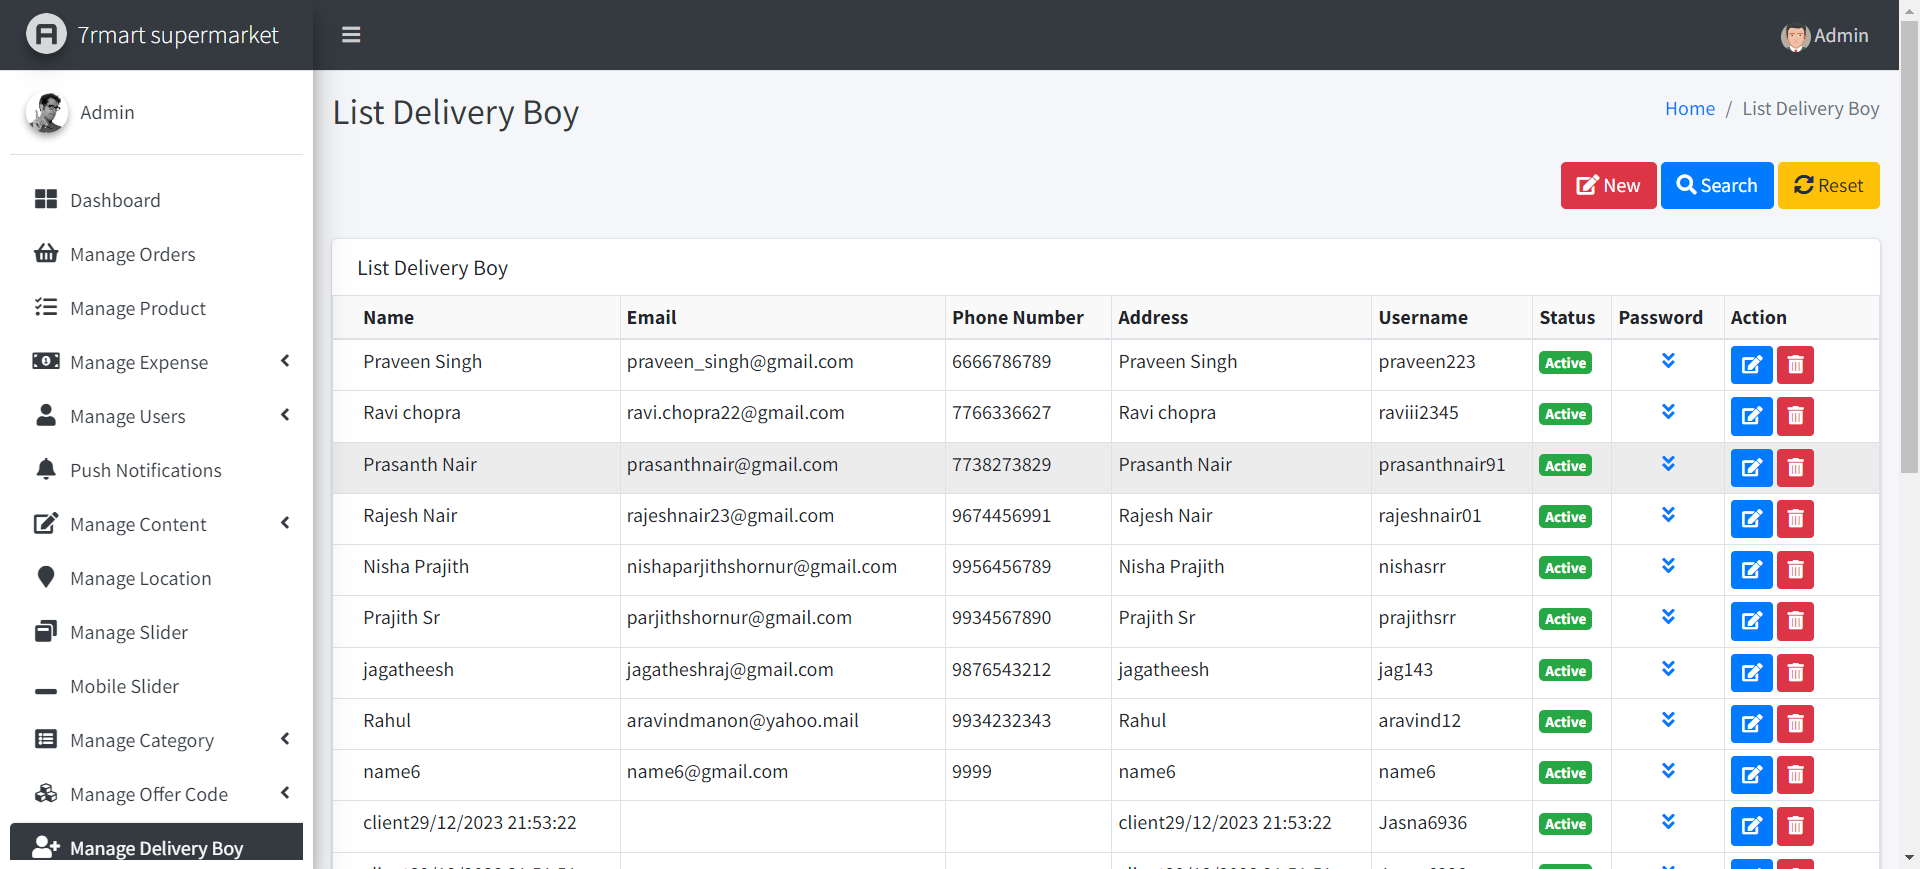 7rmart supermarket
Admin
Admin
Dashboard
Manage Orders
Manage Product
Manage Expense
Manage Users
Push Notifications
Manage Content
Manage Location
Manage Slider
Mobile Slider
Manage Category
Manage Offer Code
Manage Delivery Boy
List Delivery Boy
Home / List Delivery Boy
New Search Reset
List Delivery Boy
Name Email Phone Number Address Username Status Password Action
Praveen Singh praveen_singh@gmail.com 6666786789 Praveen Singh praveen223 Active
Ravi chopra ravi.chopra22@gmail.com 7766336627 Ravi chopra raviii2345 Active
Prasanth Nair prasanthnair@gmail.com 7738273829 Prasanth Nair prasanthnair91 Active
Rajesh Nair rajeshnair23@gmail.com 9674456991 Rajesh Nair rajeshnair01 Active
Nisha Prajith nishaparjithshornur@gmail.com 9956456789 Nisha Prajith nishasrr Active
Prajith Sr parjithshornur@gmail.com 9934567890 Prajith Sr prajithsrr Active
jagatheesh jagatheshraj@gmail.com 9876543212 jagatheesh jag143 Active
Rahul aravindmanon@yahoo.mail 9934232343 Rahul aravind12 Active
name6 name6@gmail.com 9999 name6 name6 Active
client29/12/2023 21:53:22 client29/12/2023 21:53:22 Jasna6936 Active